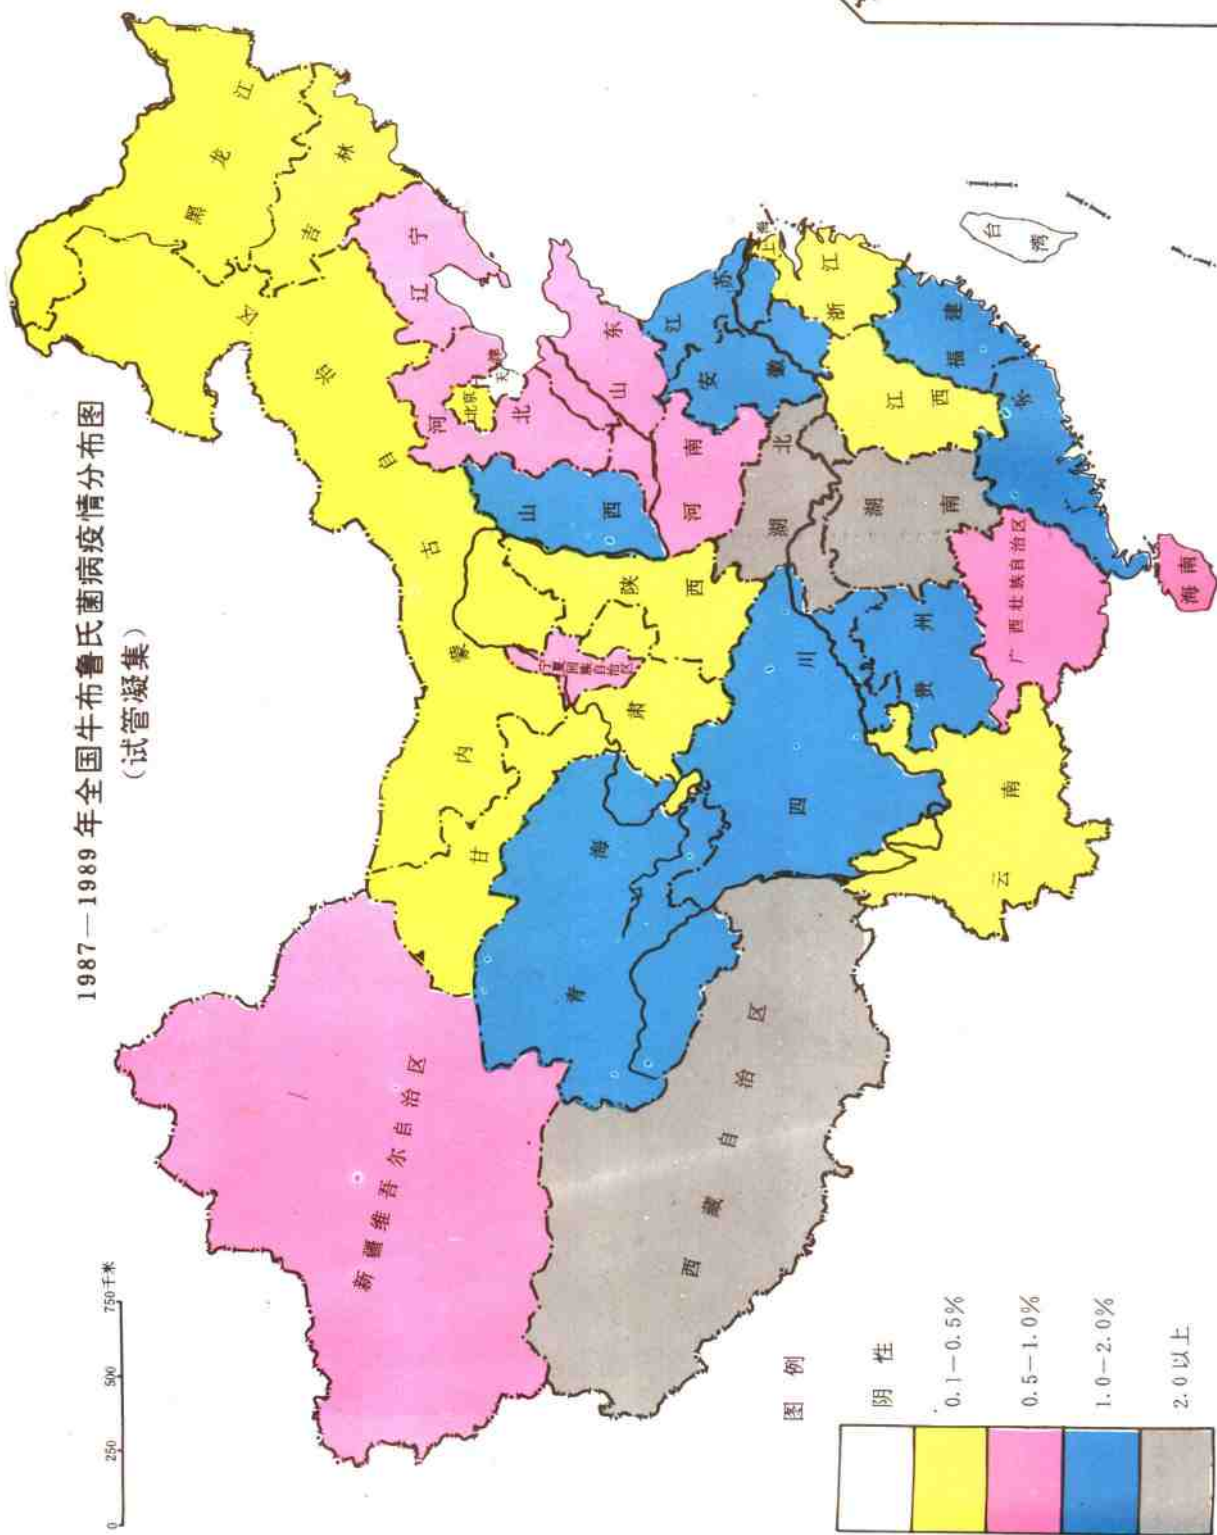 1987—1989年全国牛布鲁氏菌病疫情分布图
(试管凝集)
0 250 500 750千米
新疆维吾尔自治区
西藏自治区
青海
甘肃
内蒙古自治区
黑龙江
吉林
辽宁
河北
北京
天津
山西
山东
河南
陕西
宁夏回族自治区
四川
湖北
湖南
安徽
江苏
上海
浙江
江西
福建
广东
广西壮族自治区
贵州
云南
海南
台湾
图例
阴性
0.1—0.5%
0.5—1.0%
1.0—2.0%
2.0以上